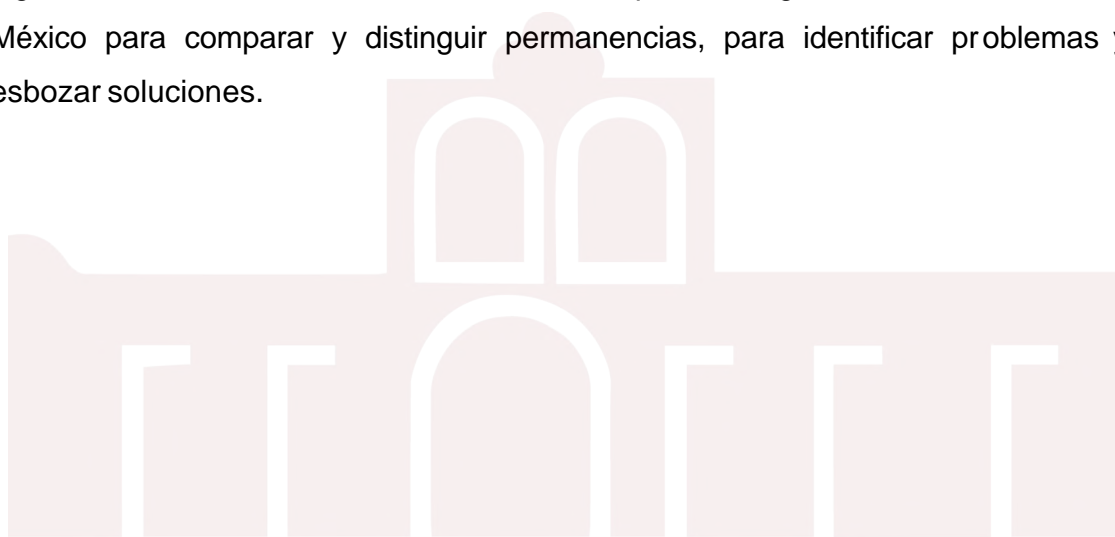 México para comparar y distinguir permanencias, para identificar problemas y
esbozar soluciones.